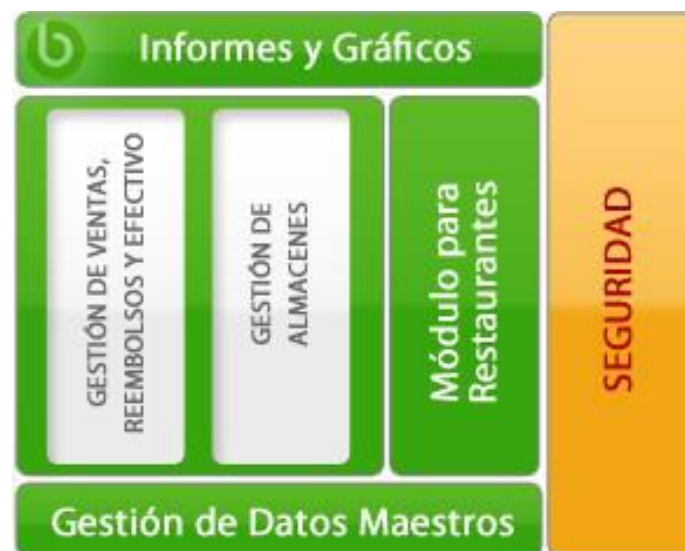 b Informes y Gráficos
GESTIÓN DE VENTAS,
REEMBOLSOS Y EFECTIVO
GESTIÓN DE
ALMACENES
Módulo para
Restaurantes
SEGURIDAD
Gestión de Datos Maestros